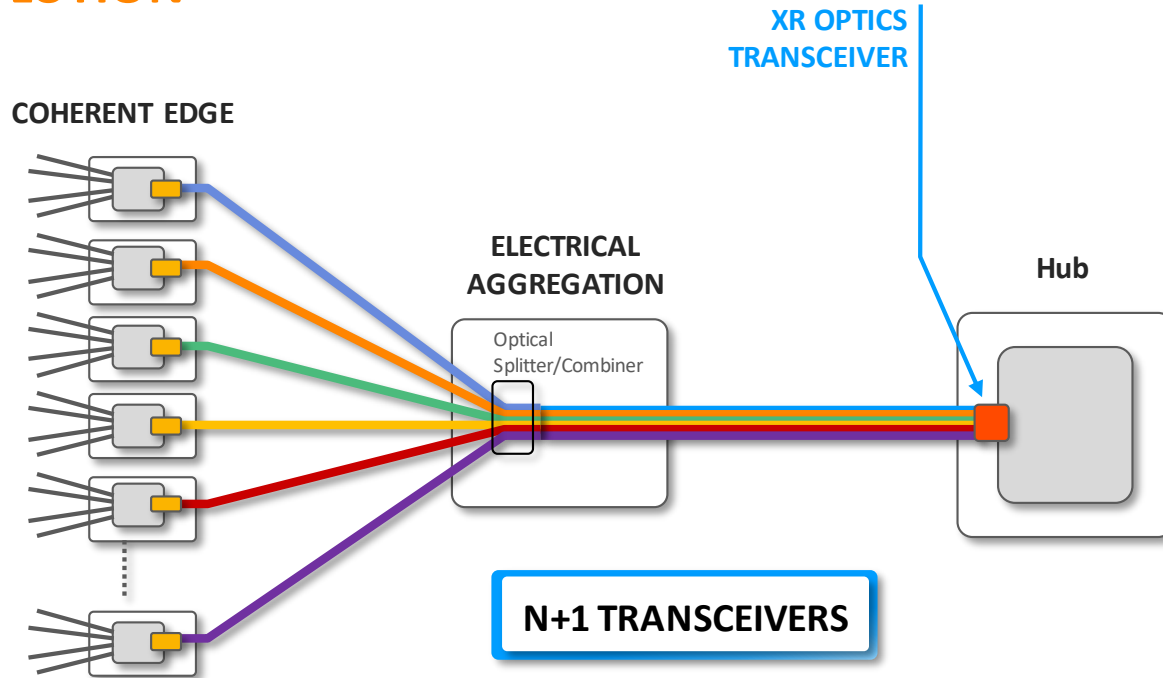 XR OPTICS
TRANSCEIVER
COHERENT EDGE
ELECTRICAL
AGGREGATION
Hub
Optical
Splitter/Combiner
N+1 TRANSCEIVERS